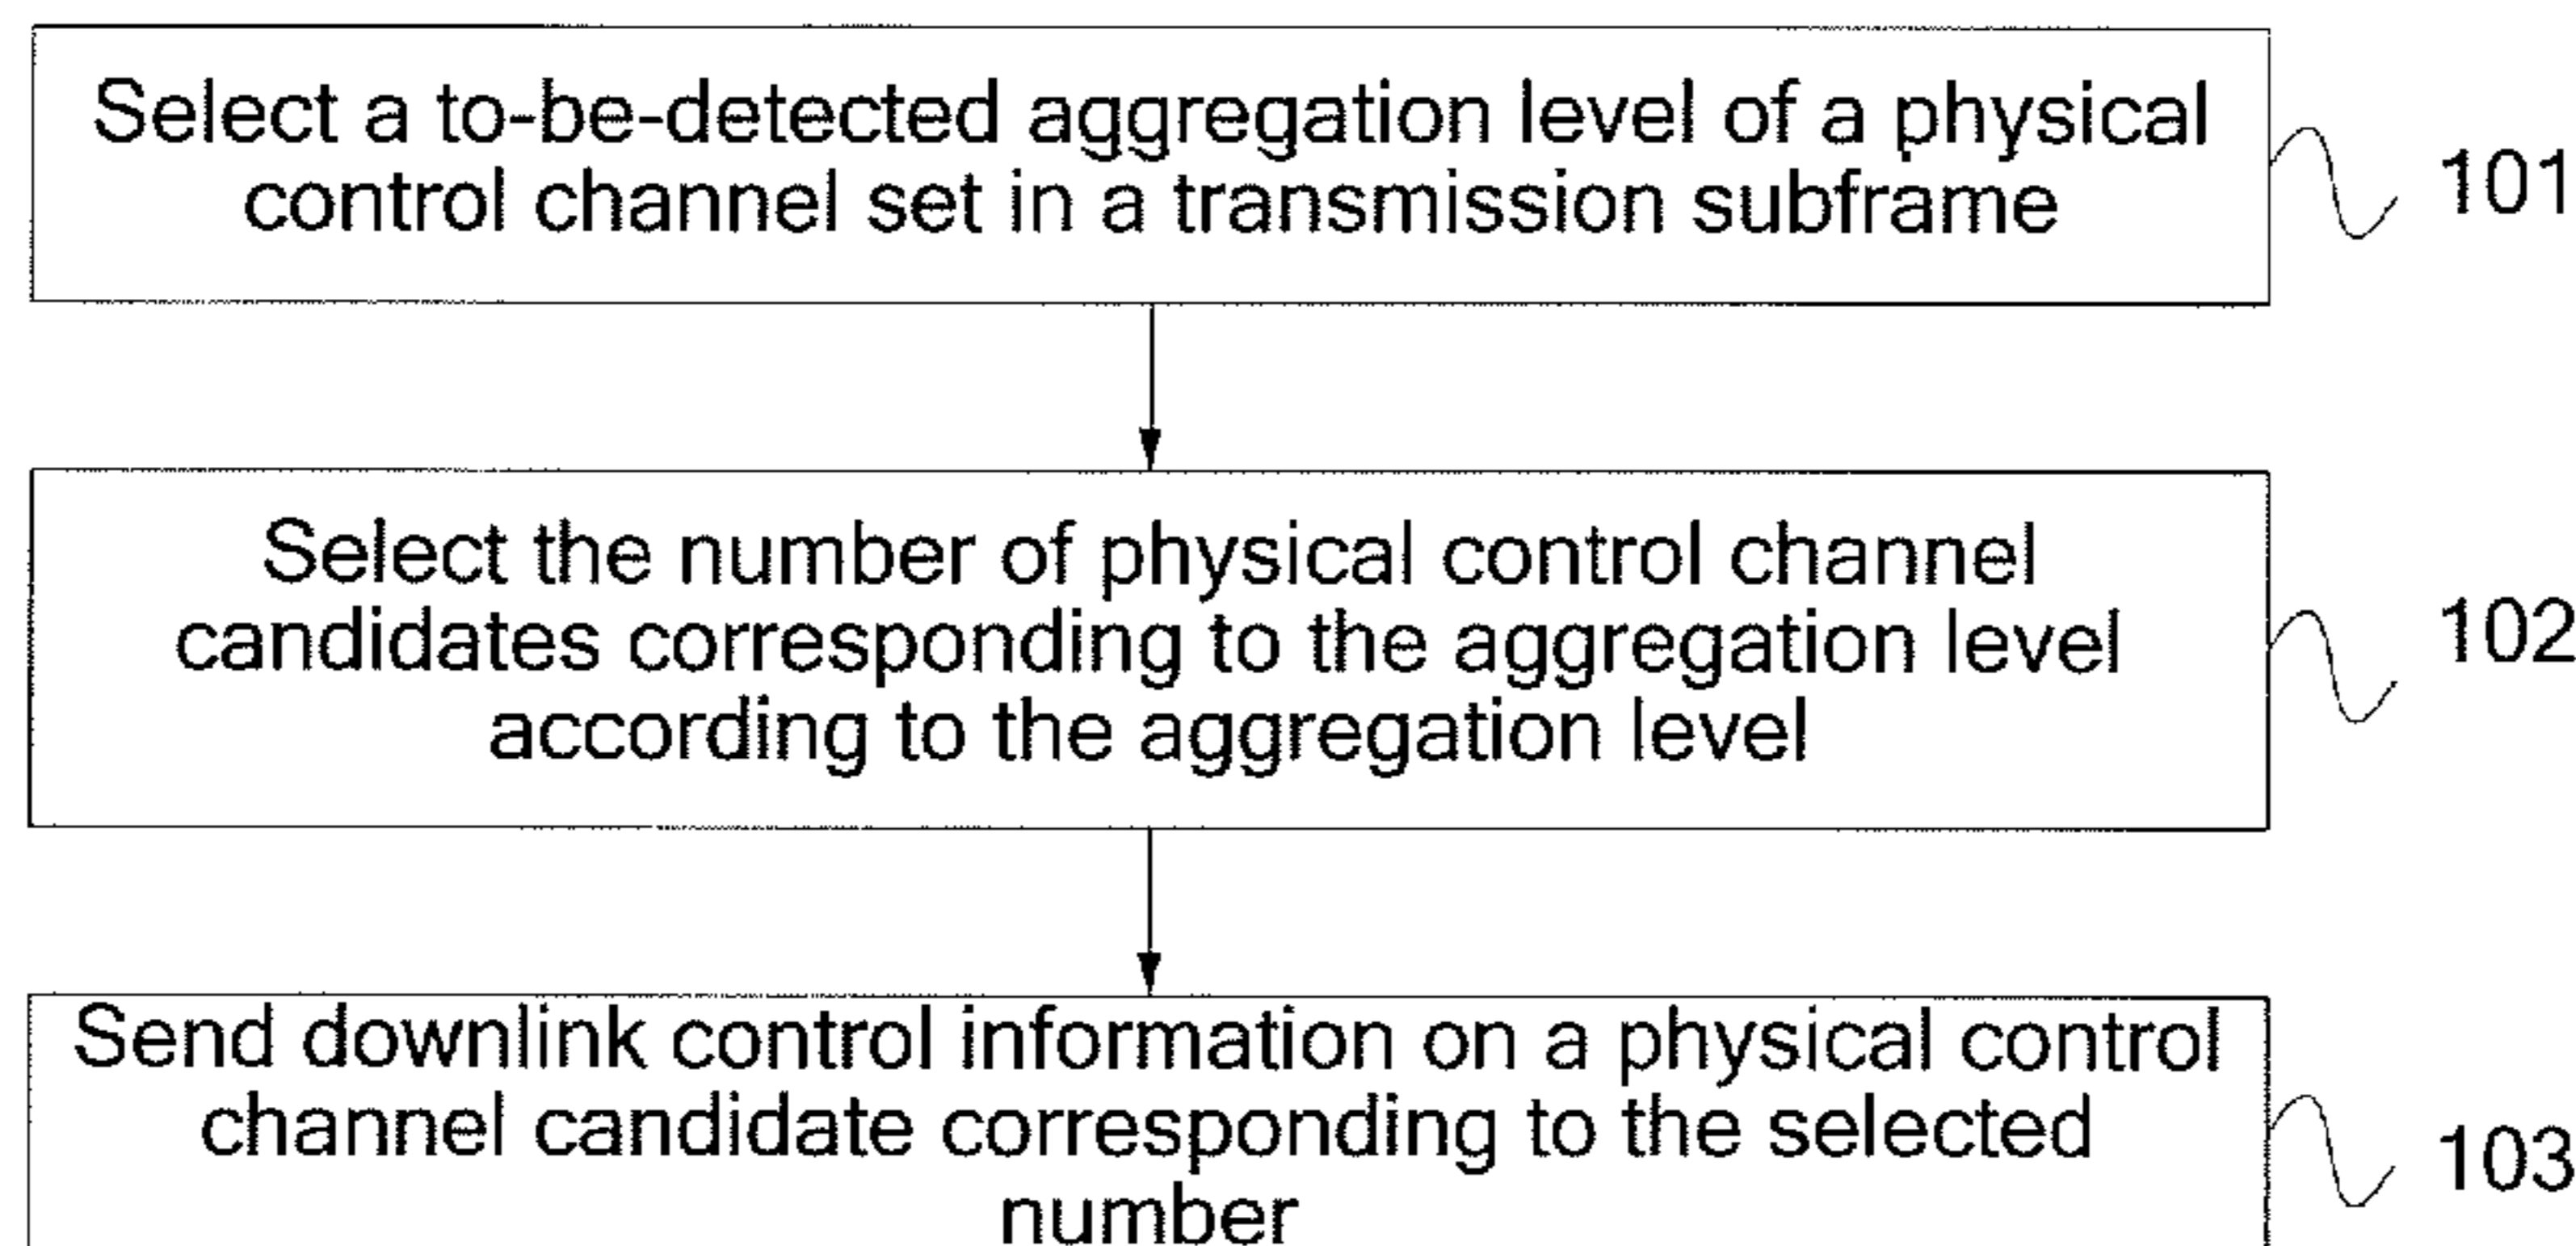 Select a to-be-detected aggregation level of a physical
control channel set in a transmission subframe
101
Select the number of physical control channel
candidates corresponding to the aggregation level
according to the aggregation level
102
Send downlink control information on a physical control
channel candidate corresponding to the selected
number
103